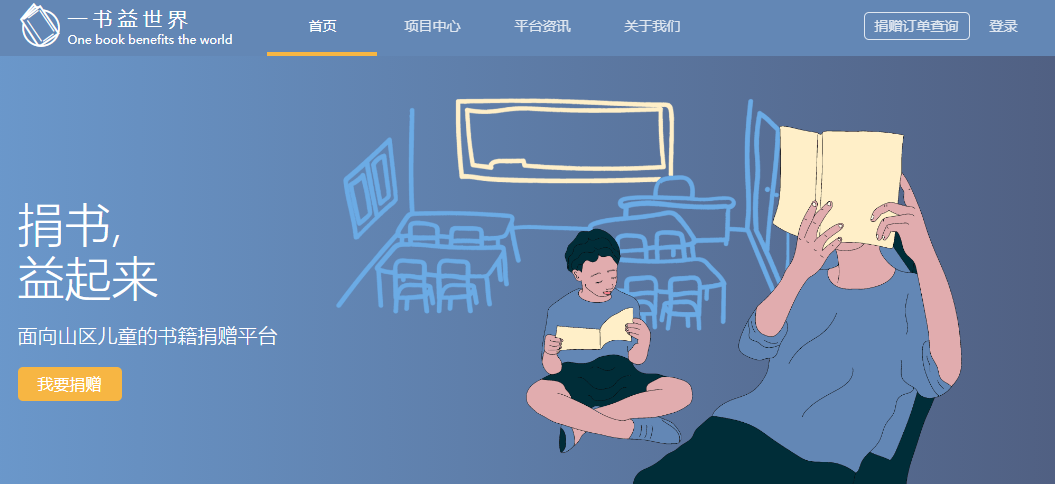 一书益世界
One book benefits the world
首页
项目中心
平台资讯
关于我们
捐赠订单查询
登录
捐书,
益起来
面向山区儿童的书籍捐赠平台
我要捐赠